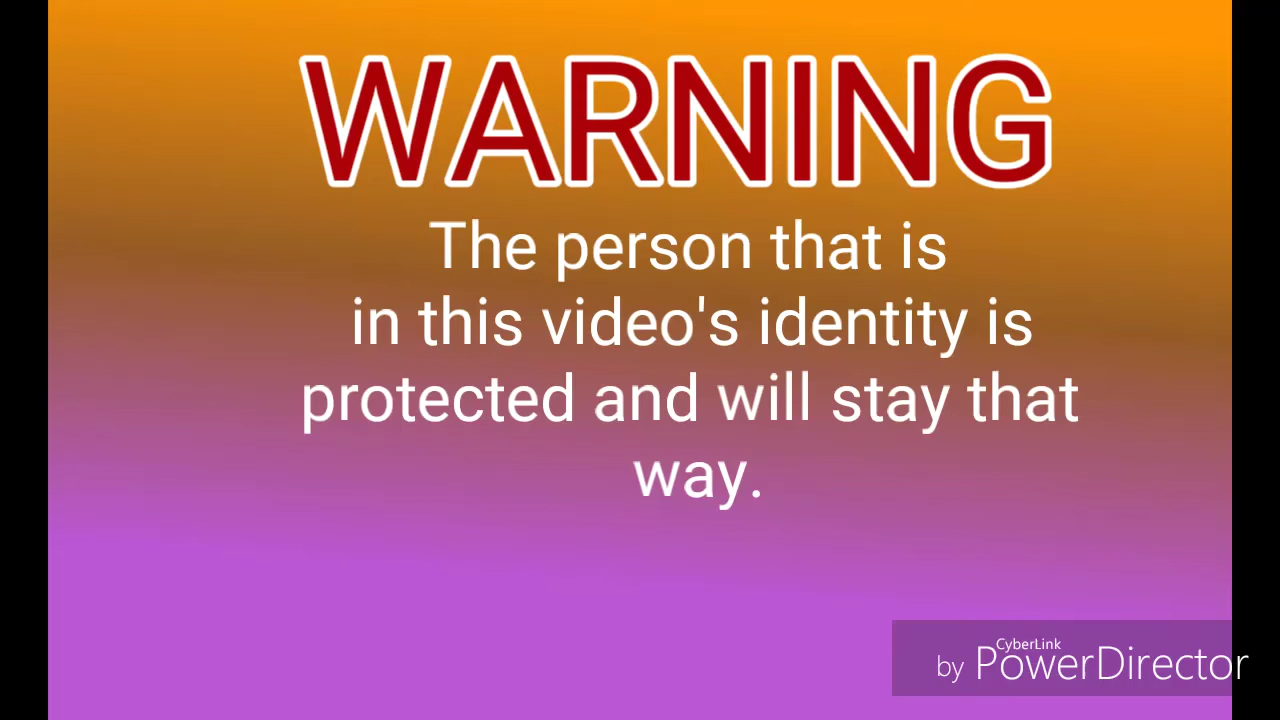 WARNING
The person that is
in this video's identity is
protected and will stay that
way.
CyberLink
by PowerDirector